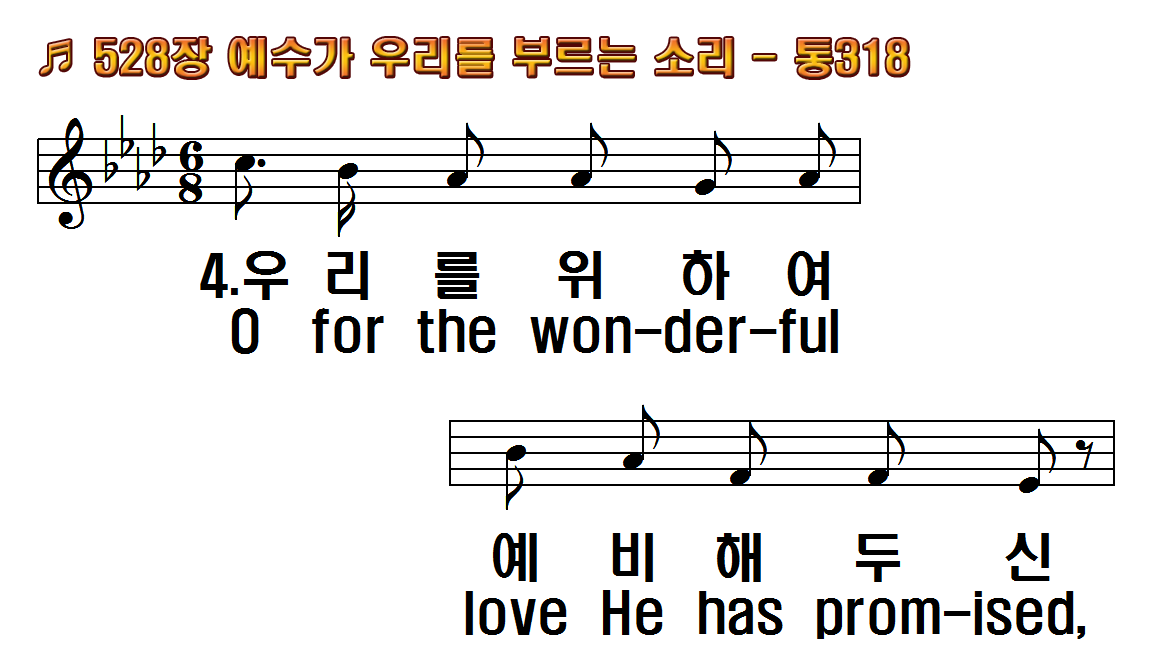 ♬ 528장 예수가 우리를 부르는 소리 - 통318
6
8
4.우 리 를 위 하 여
O for the won-der-ful
예 비 해 두 신
love He has prom-ised,